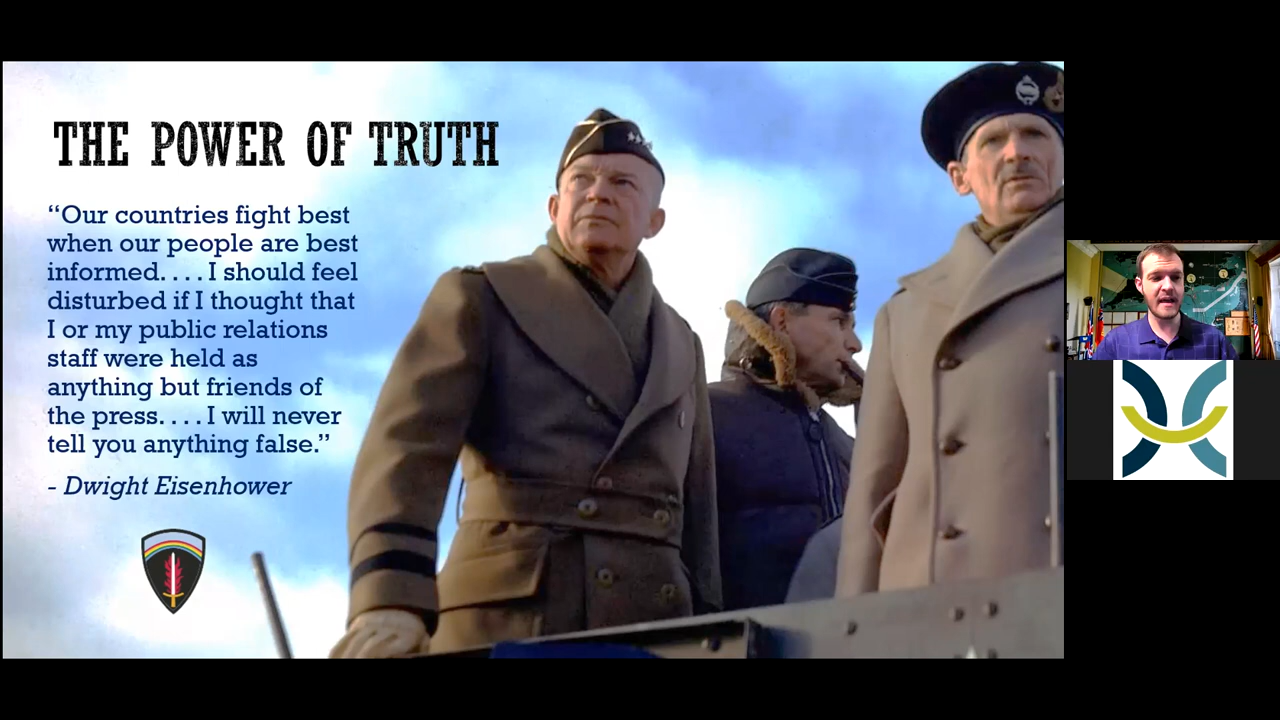 THE POWER OF TRUTH
“Our countries fight best
when our people are best
informed. . . . I should feel
disturbed if I thought that
I or my public relations
staff were held as
anything but friends of
the press. . . . I will never
tell you anything false.”
- Dwight Eisenhower